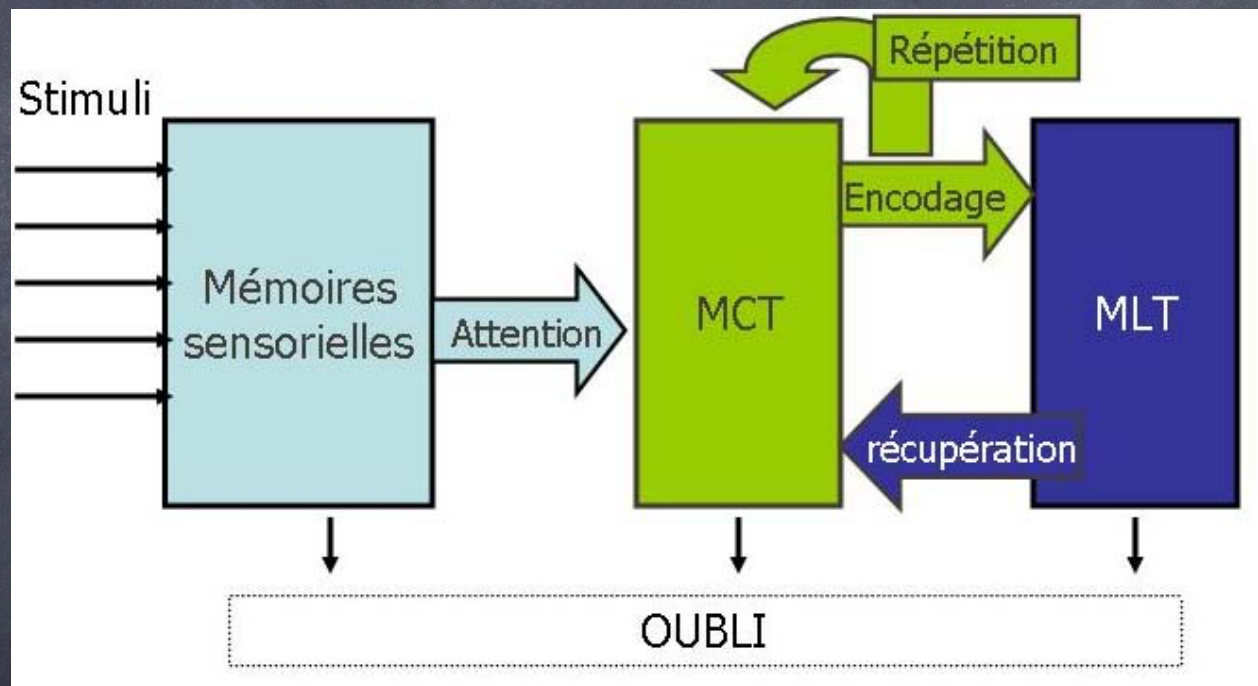 Répétition
Stimuli
Mémoires
sensorielles
Attention
MCT
Encodage
MLT
récupération
OUBLI